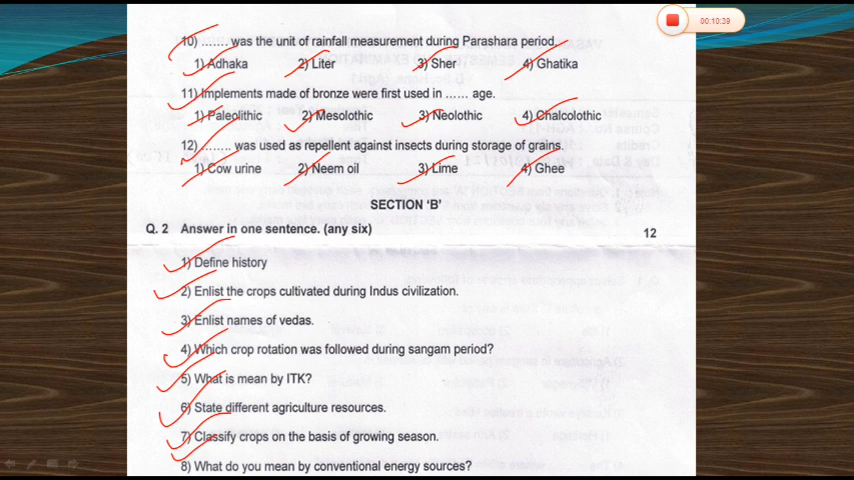 00:10:39
10) ....... was the unit of rainfall measurement during Parashara period.
1) Adhaka 2) Liter 3) Sher 4) Ghatika
11) Implements made of bronze were first used in ...... age.
1) Paleolithic 2) Mesolothic 3) Neolothic 4) Chalcolothic
12) ........ was used as repellent against insects during storage of grains.
1) Cow urine 2) Neem oil 3) Lime 4) Ghee
SECTION 'B'
Q. 2 Answer in one sentence. (any six) 12
1) Define history
2) Enlist the crops cultivated during Indus civilization.
3) Enlist names of vedas.
4) Which crop rotation was followed during sangam period?
5) What is mean by ITK?
6) State different agriculture resources.
7) Classify crops on the basis of growing season.
8) What do you mean by conventional energy sources?